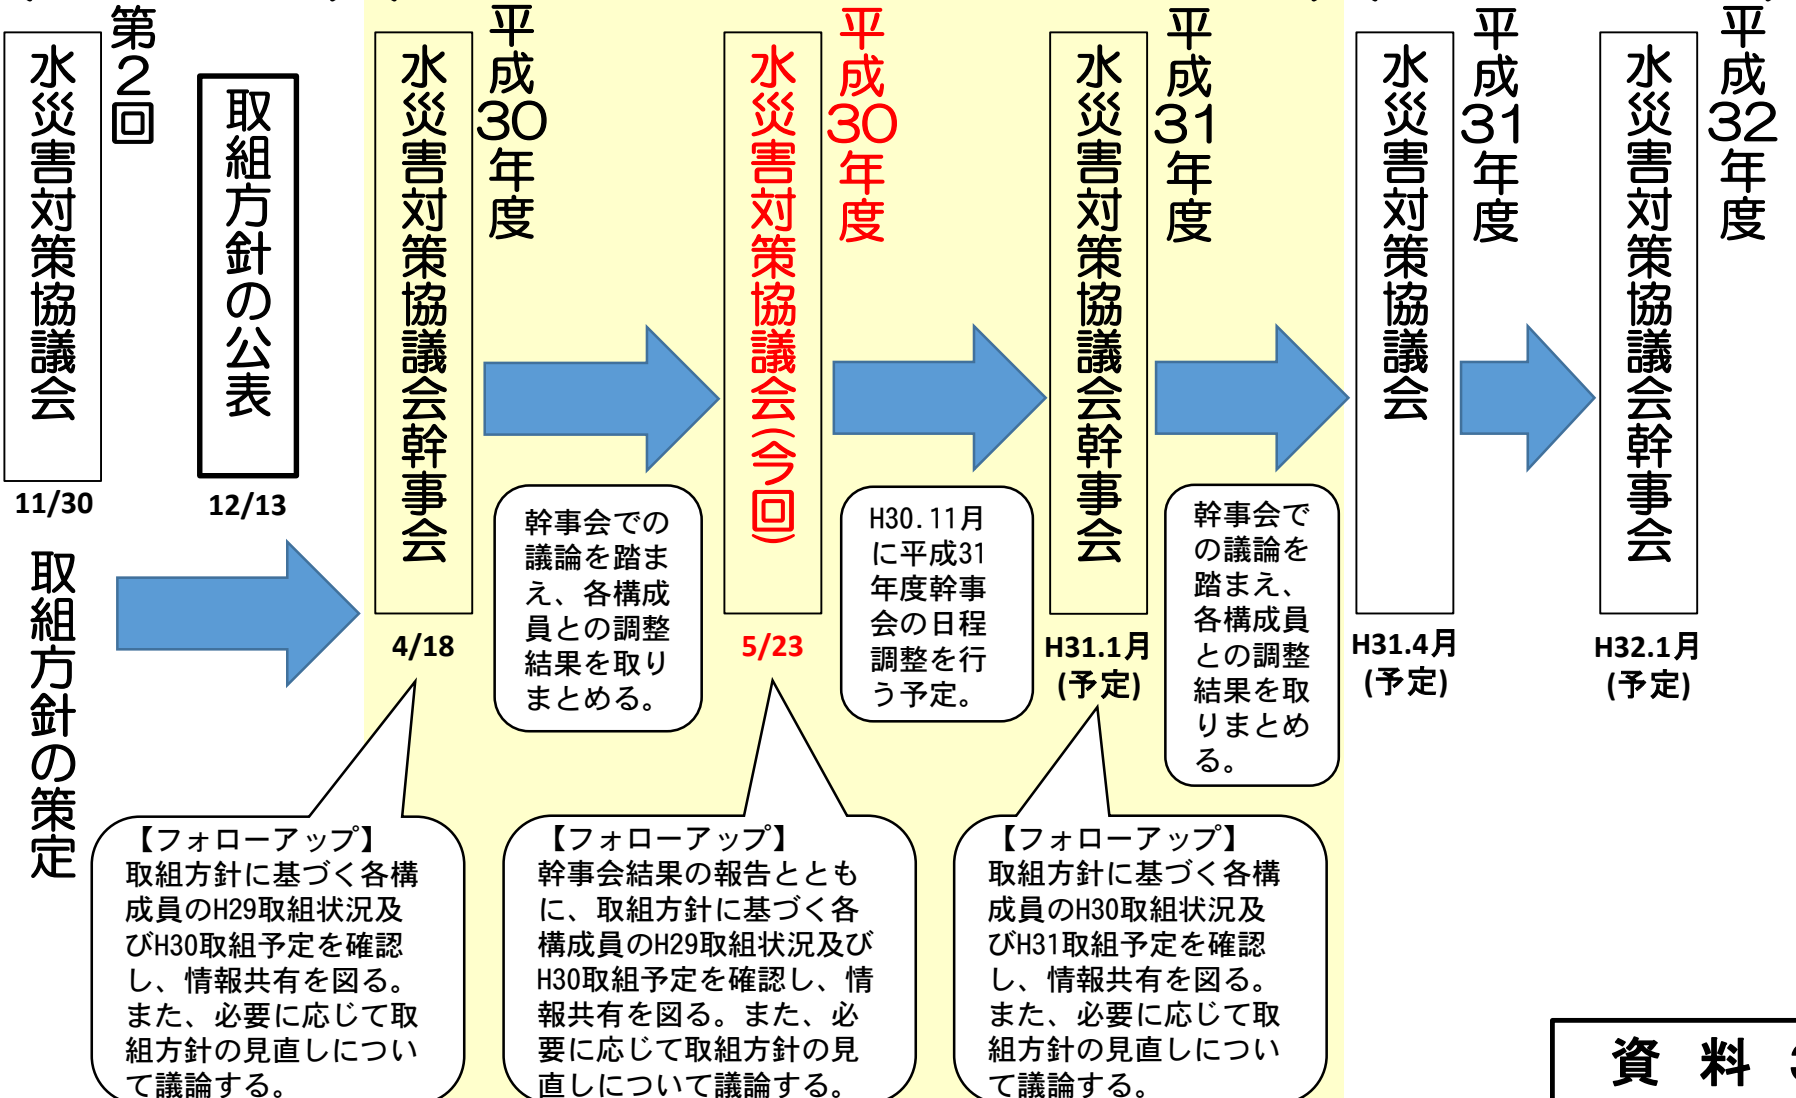 第2回
水災害対策協議会
11/30
取組方針の策定
取組方針の公表
12/13
平成30年度
水災害対策協議会幹事会
4/18
幹事会での
議論を踏ま
え、各構成
員との調整
結果を取り
まとめる。
平成30年度
水災害対策協議会(今回)
5/23
H30.11月
に平成31
年度幹事
会の日程
調整を行
う予定。
平成31年度
水災害対策協議会幹事会
H31.1月
(予定)
幹事会で
の議論を
踏まえ、
各構成員
との調整
結果を取
りまとめ
る。
平成31年度
水災害対策協議会
H31.4月
(予定)
平成32年度
水災害対策協議会幹事会
H32.1月
(予定)
【フォローアップ】
取組方針に基づく各構
成員のH29取組状況及
びH30取組予定を確認
し、情報共有を図る。
また、必要に応じて取
組方針の見直しについ
て議論する。
【フォローアップ】
幹事会結果の報告ととも
に、取組方針に基づく各
構成員のH29取組状況及び
H30取組予定を確認し、情
報共有を図る。また、必
要に応じて取組方針の見
直しについて議論する。
【フォローアップ】
取組方針に基づく各構
成員のH30取組状況及
びH31取組予定を確認
し、情報共有を図る。
また、必要に応じて取
組方針の見直しについ
て議論する。
資 料